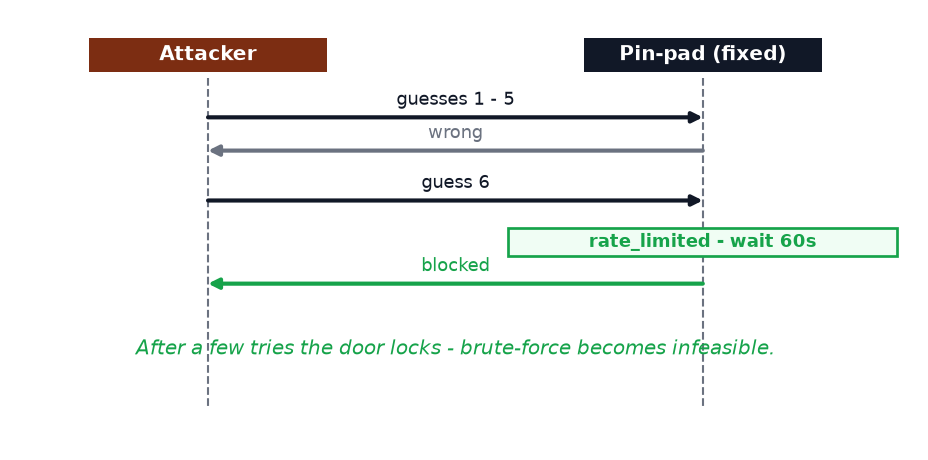 Attacker
Pin-pad (fixed)
guesses 1 - 5
wrong
guess 6
rate_limited - wait 60s
blocked
After a few tries the door locks - brute-force becomes infeasible.